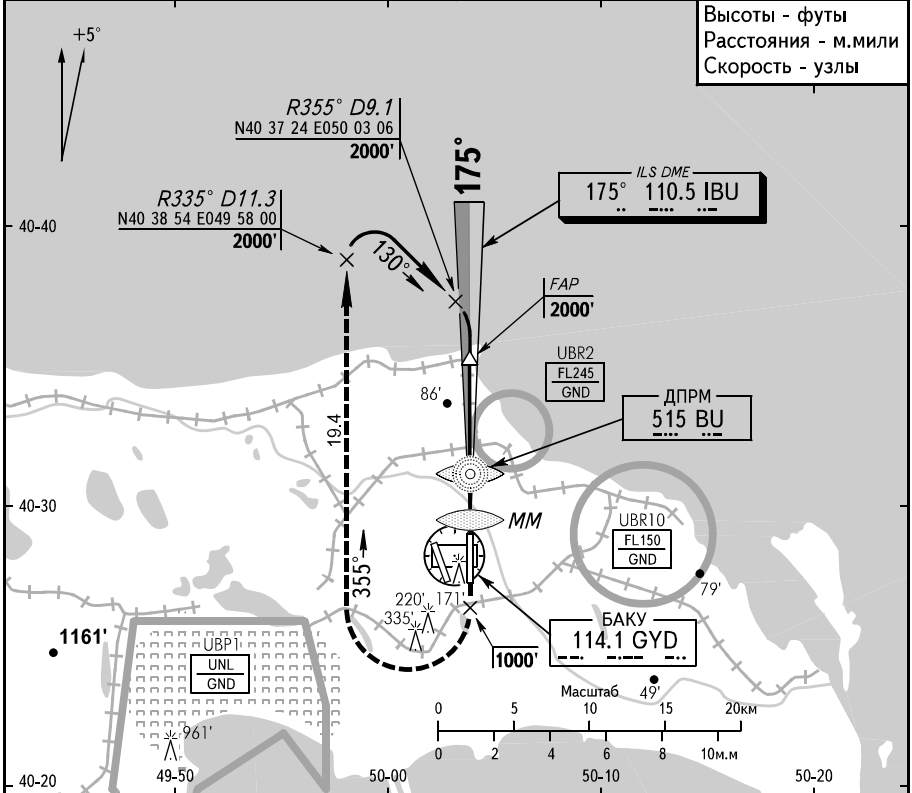 Высоты - футы
Расстояния - м.мили
Скорость - узлы
+5°
R355° D9.1
N40 37 24 E050 03 06
2000'
175°
ILS DME
175° 110.5 IBU
R335° D11.3
N40 38 54 E049 58 00
2000'
40-40
130°
FAP
2000'
UBR2
FL245
GND
86'
ДПРМ
515 BU
19.4
40-30
MM
UBR10
FL150
GND
355°
79'
220'
171'
335'
БАКУ
114.1 GYD
1161'
UBP1
UNL
GND
1000'
49'
Масштаб
0 5 10 15 20км
0 2 4 6 8 10м.м
961'
40-20
49-50
50-00
50-10
50-20